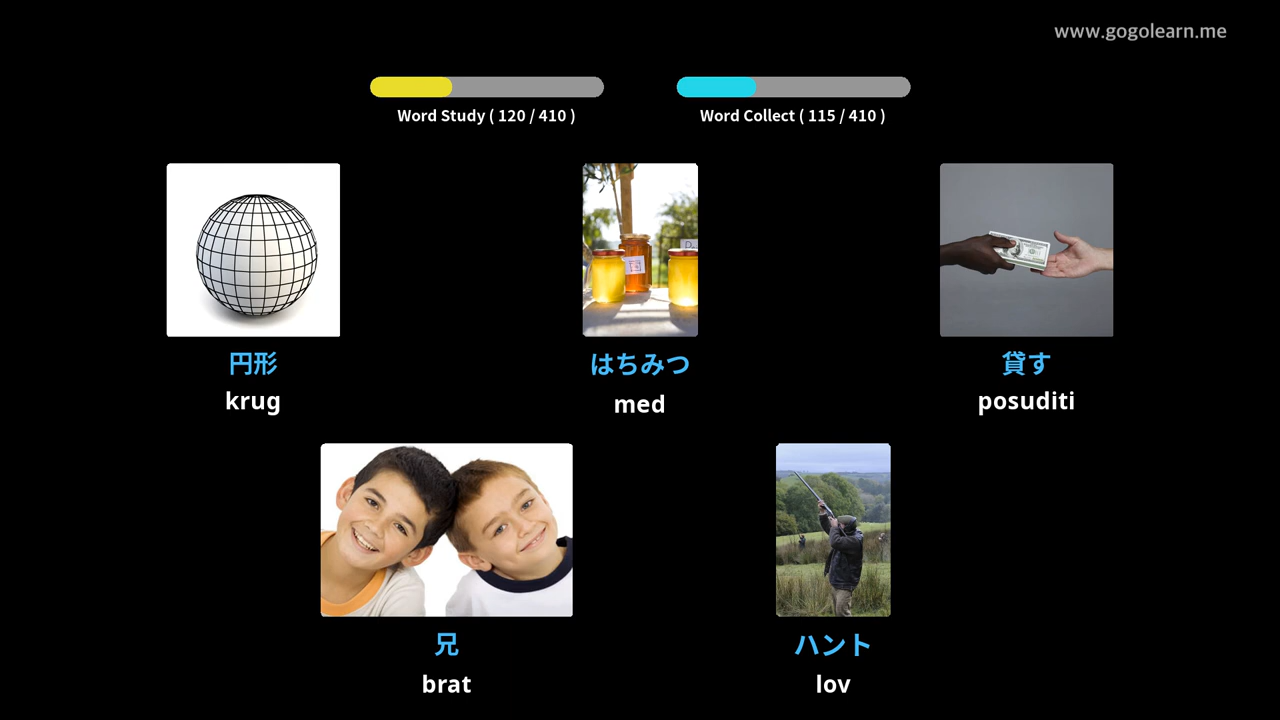 www.gogolearn.me
Word Study ( 120 / 410 )
Word Collect ( 115 / 410 )
円形
krug
はちみつ
med
貸す
posuditi
兄
brat
ハント
lov